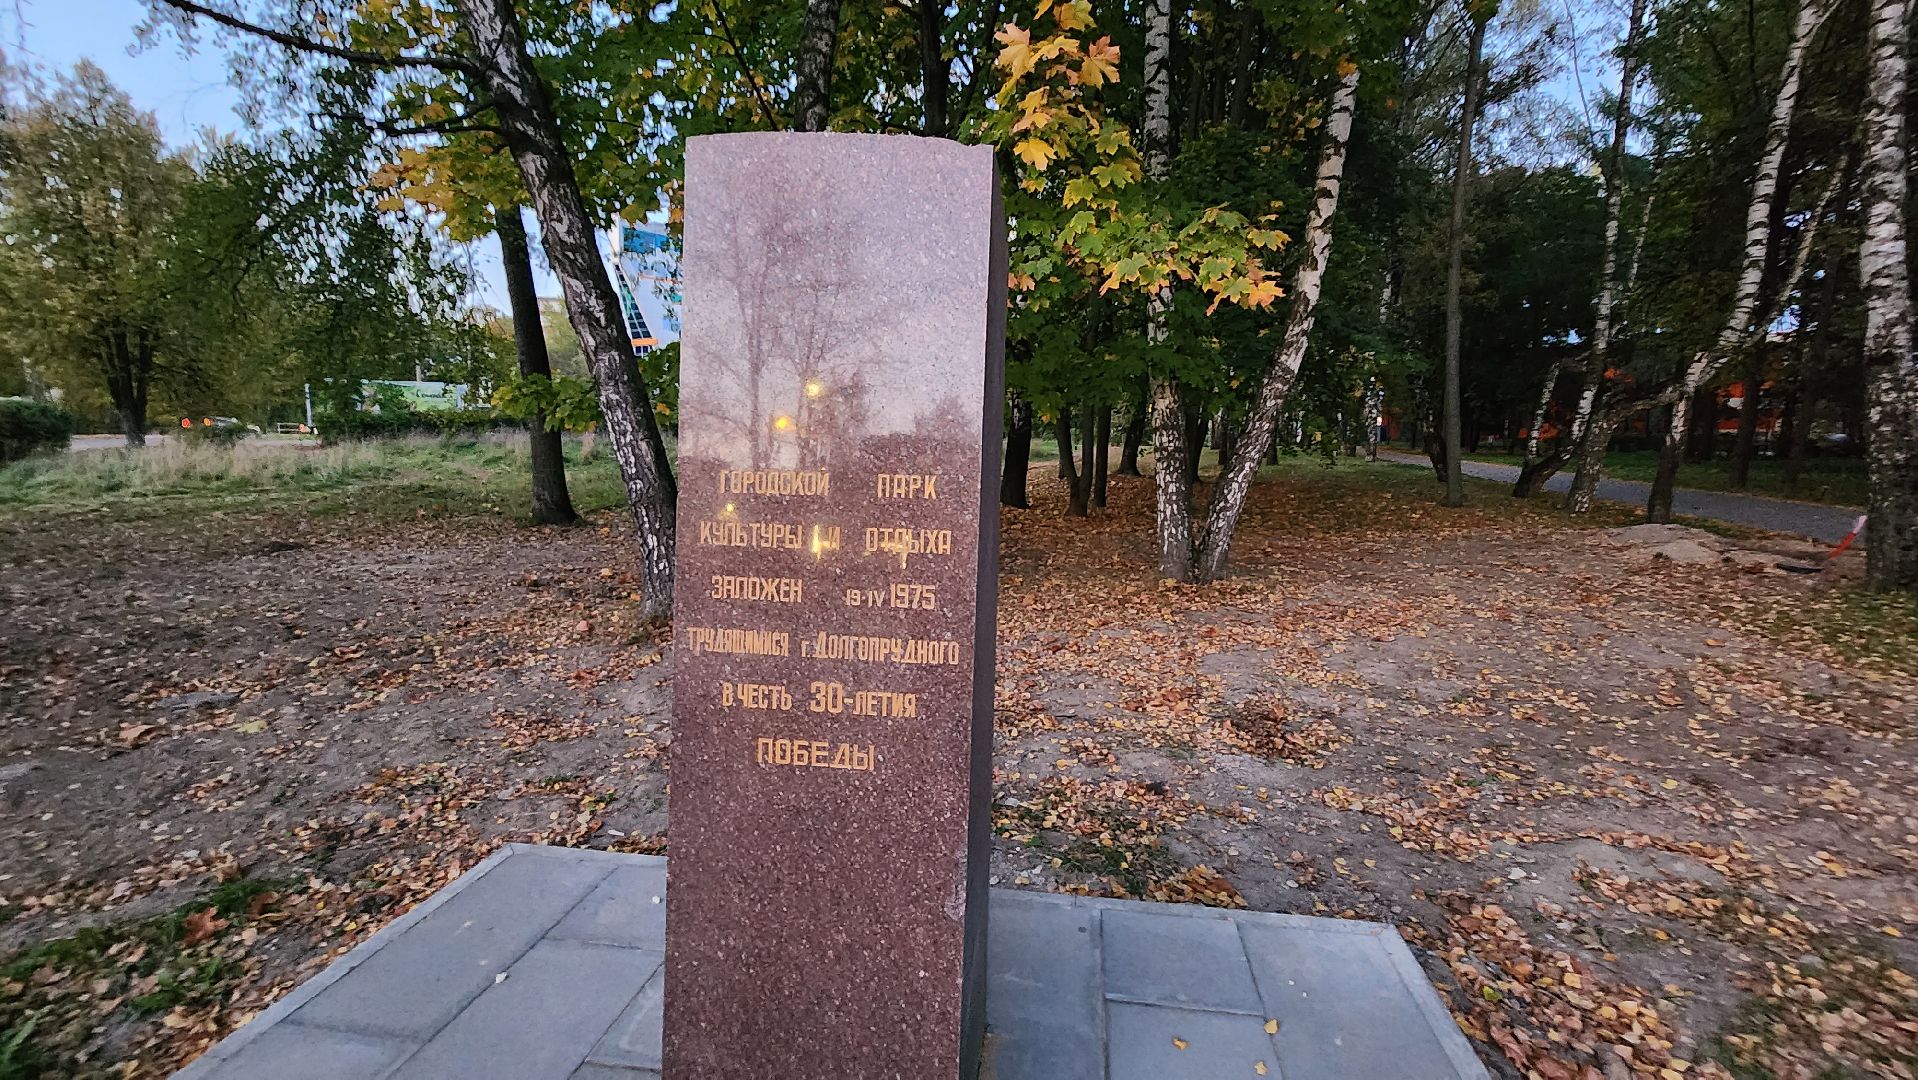 ГОРОДСКОЙ ПАРК
КУЛЬТУРЫ И ОТДЫХА
ЗАЛОЖЕН 19·IV 1975
ТРУДЯЩИМИСЯ г. ДОЛГОПРУДНОГО
В ЧЕСТЬ 30-ЛЕТИЯ
ПОБЕДЫ